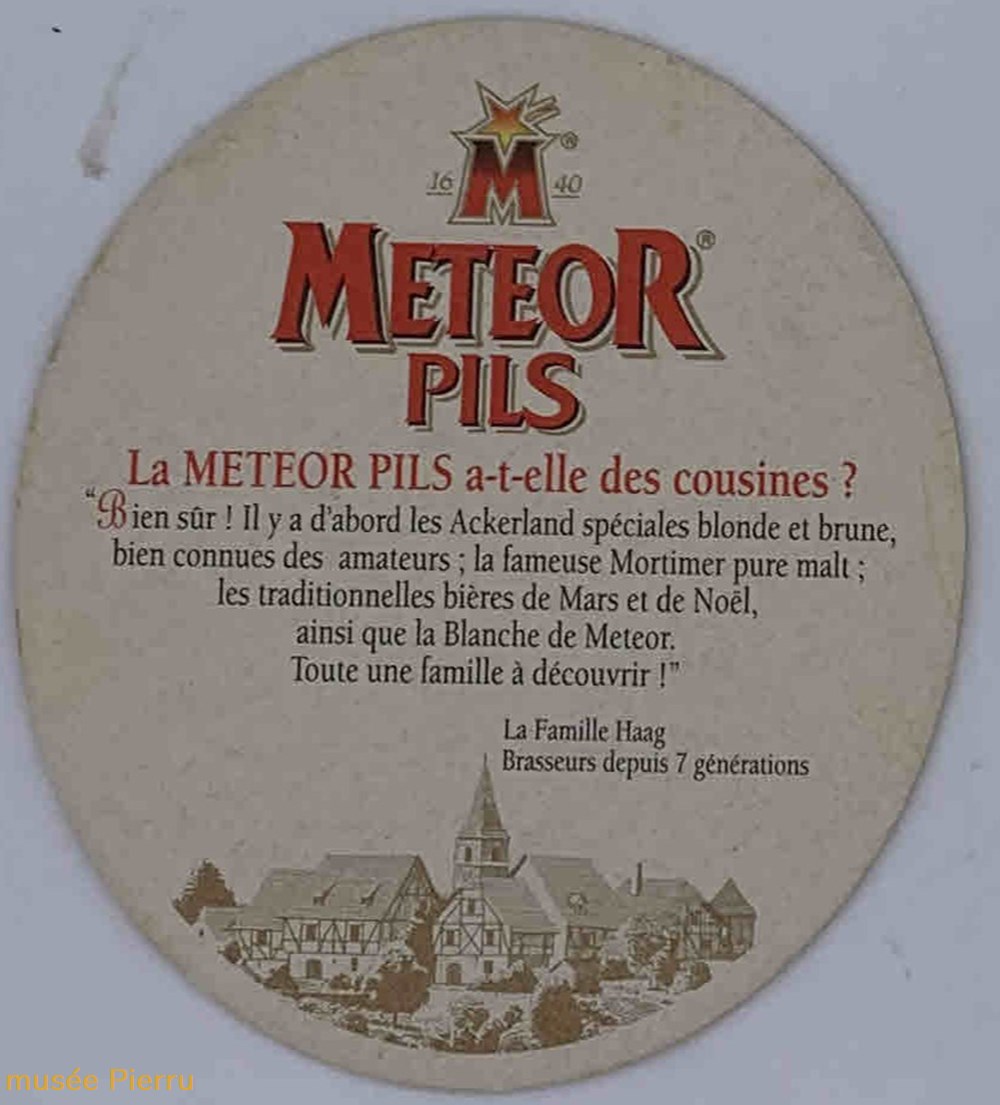 M®
16 40
METEOR®
PILS
La METEOR PILS a-t-elle des cousines ?
“Bien sûr ! Il y a d'abord les Ackerland spéciales blonde et brune,
bien connues des amateurs ; la fameuse Mortimer pure malt ;
les traditionnelles bières de Mars et de Noël,
ainsi que la Blanche de Meteor.
Toute une famille à découvrir !”
La Famille Haag
Brasseurs depuis 7 générations
musée Pierru